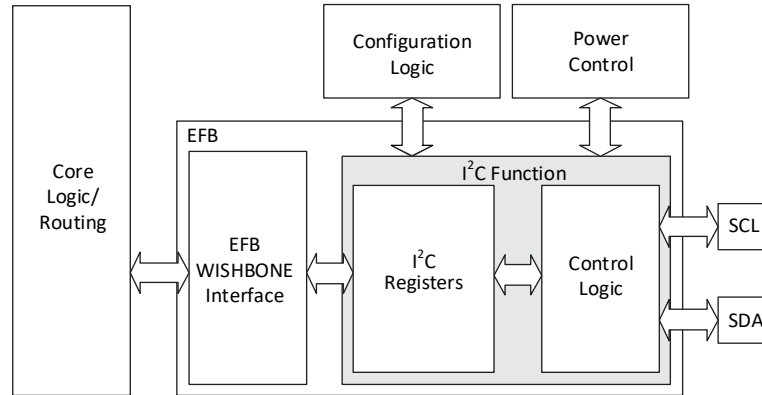 Configuration
Logic
Power
Control
EFB
Core
Logic/
Routing
I²C Function
EFB
WISHBONE
Interface
I²C
Registers
Control
Logic
SCL
SDA